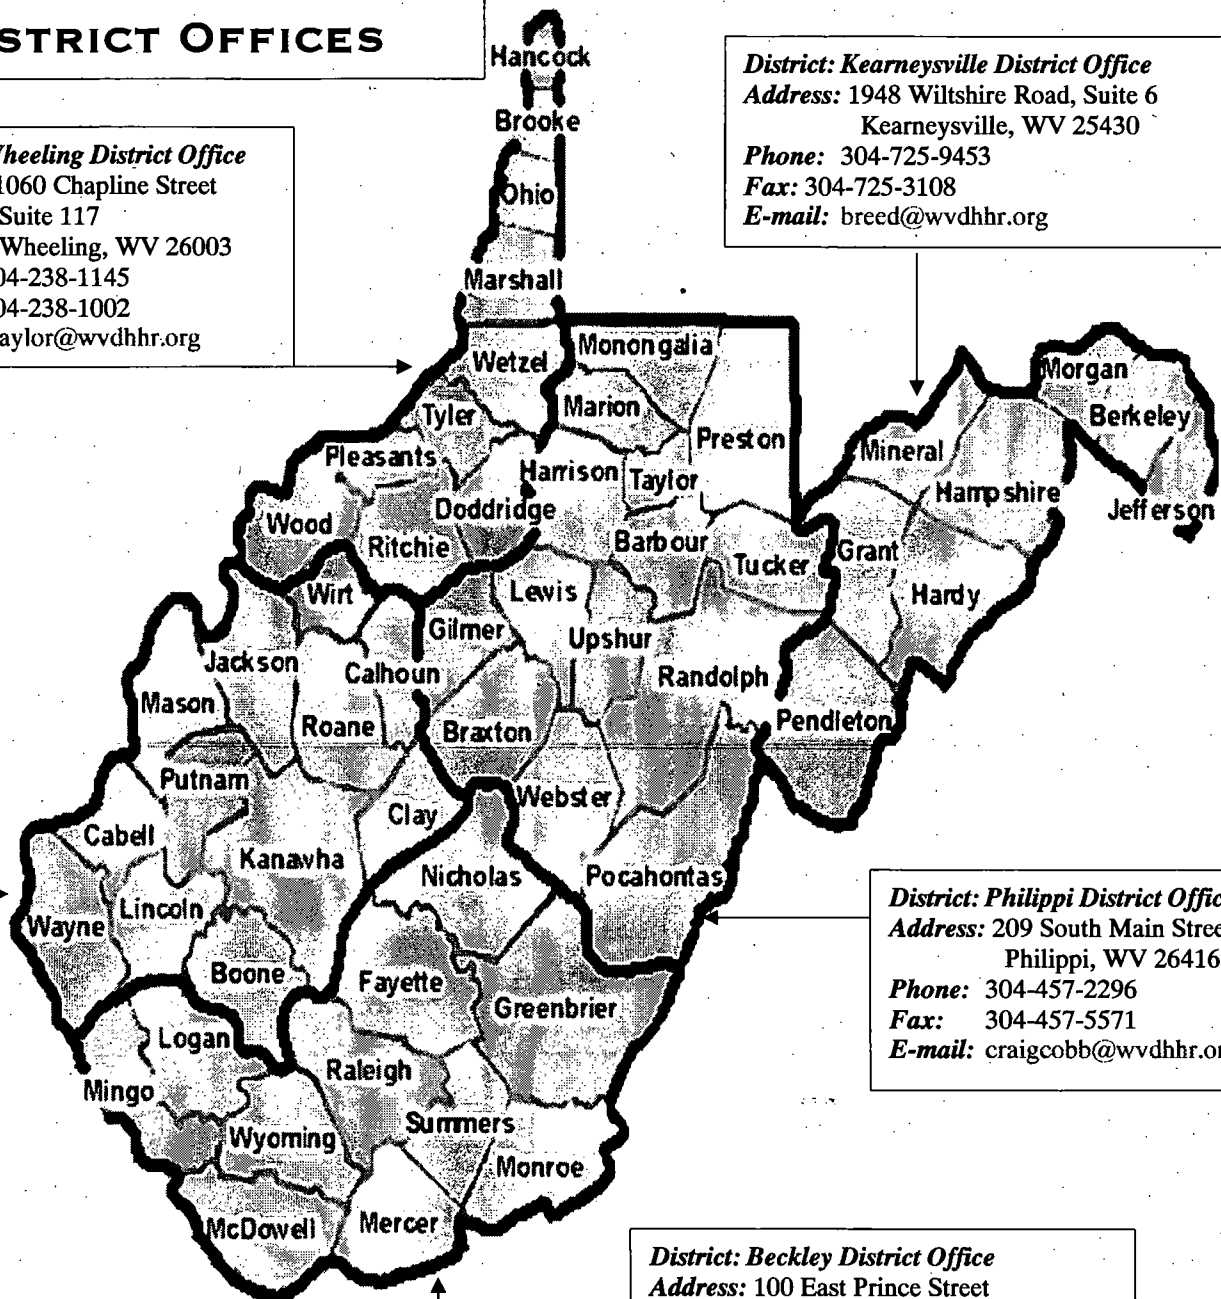 STRICT OFFICES
District: Kearneysville District Office
Address: 1948 Wiltshire Road, Suite 6
Kearneysville, WV 25430
Phone: 304-725-9453
Fax: 304-725-3108
E-mail: breed@wvdhhr.org
Wheeling District Office
1060 Chapline Street
Suite 117
Wheeling, WV 26003
04-238-1145
04-238-1002
aylor@wvdhhr.org
Hancock
Brooke
Ohio
Marshall
Wetzel
Monongalia
Marion
Tyler
Preston
Pleasants
Harrison
Taylor
Doddridge
Wood
Ritchie
Barbour
Tucker
Morgan
Berkeley
Mineral
Hampshire
Jefferson
Grant
Hardy
Wirt
Lewis
Gilmer
Upshur
Jackson
Calhoun
Randolph
Mason
Roane
Braxton
Pendleton
Putnam
Clay
Webster
Cabell
Kanawha
Nicholas
Pocahontas
Wayne
Lincoln
Boone
Fayette
Greenbrier
Logan
Raleigh
Mingo
Summers
Wyoming
Monroe
McDowell
Mercer
District: Philippi District Offic
Address: 209 South Main Stree
Philippi, WV 26416
Phone: 304-457-2296
Fax: 304-457-5571
E-mail: craigcobb@wvdhhr.or
District: Beckley District Office
Address: 100 East Prince Street